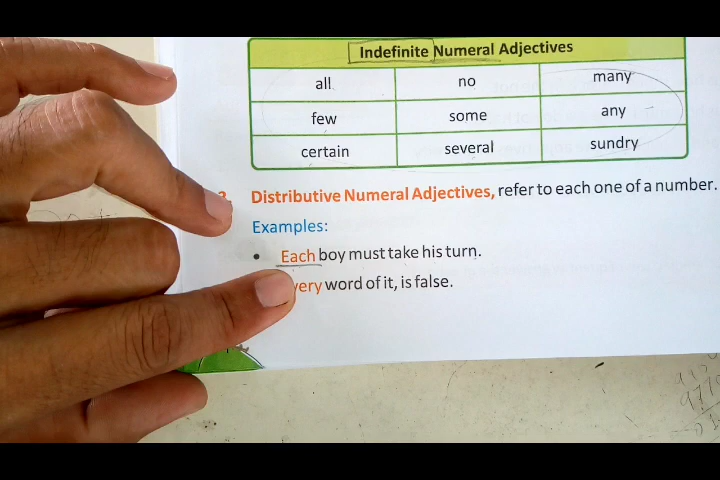 Indefinite Numeral Adjectives
all no many
few some any
certain several sundry
Distributive Numeral Adjectives, refer to each one of a number.
Examples:
• Each boy must take his turn.
very word of it, is false.